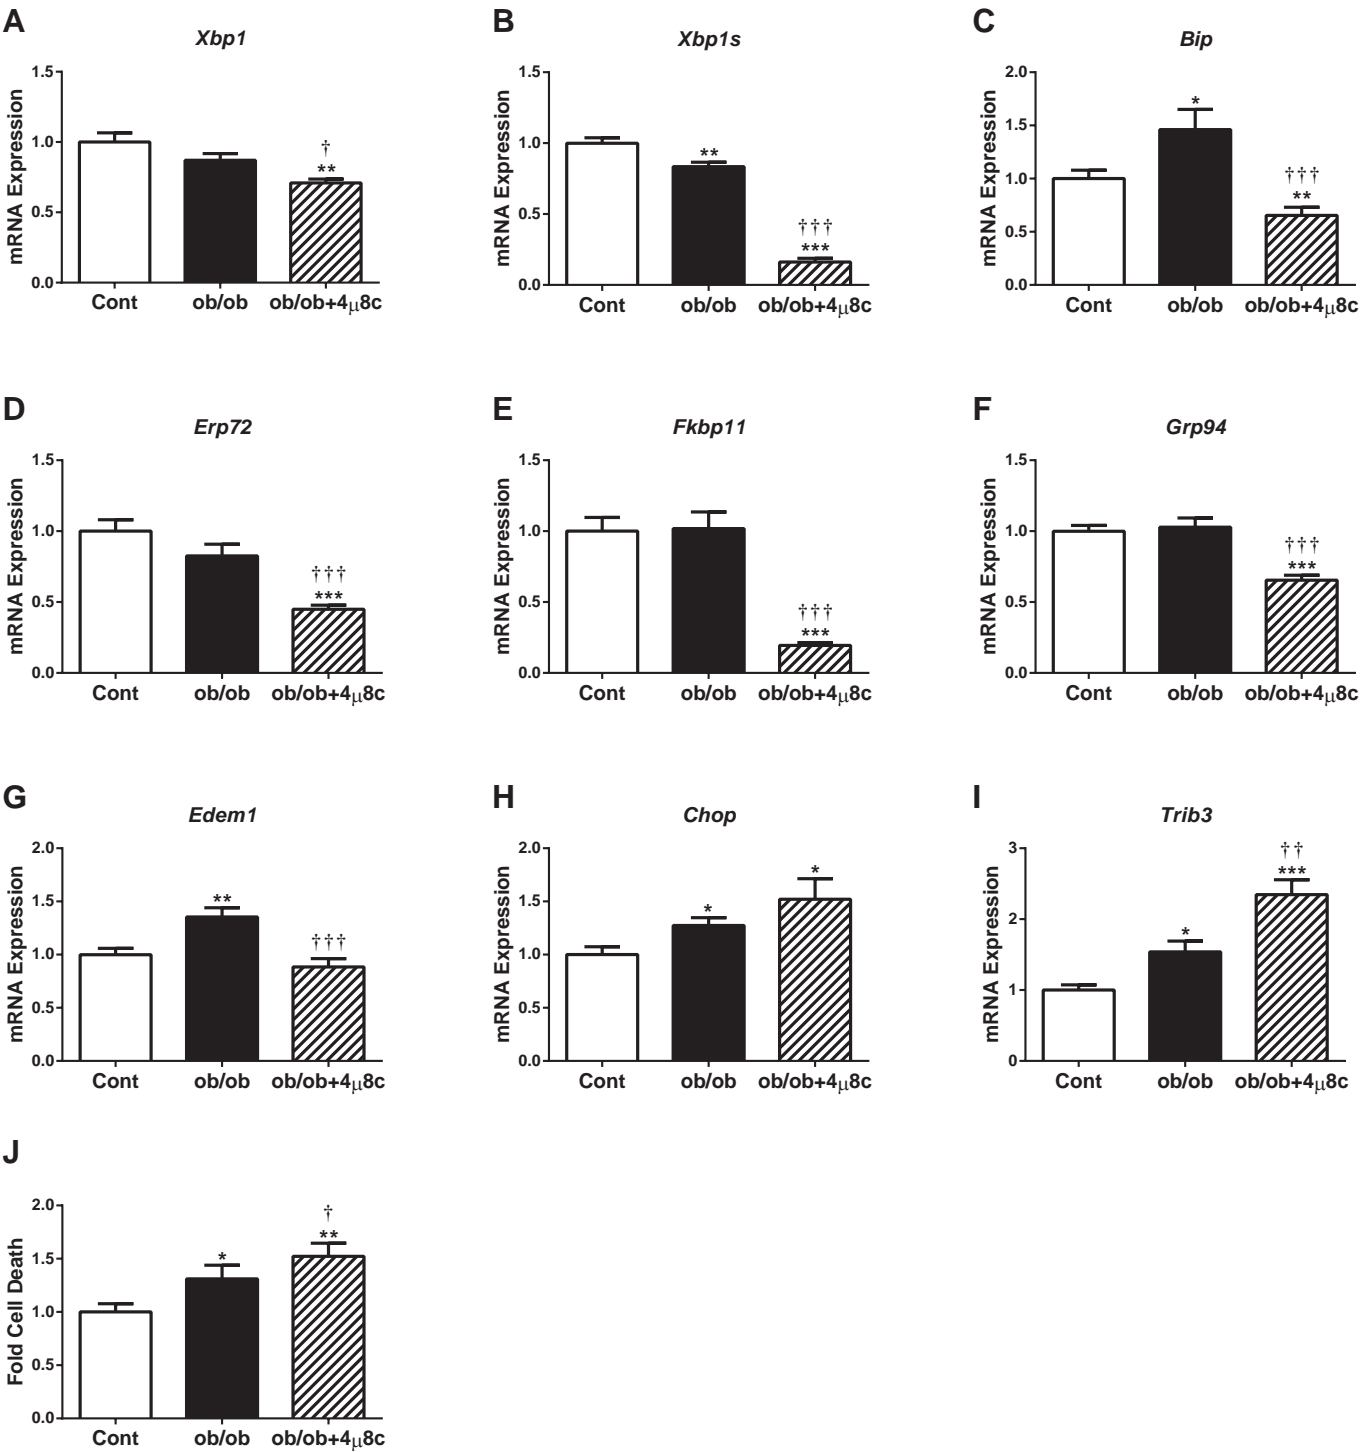 A
Xbp1
mRNA Expression
1.5
1.0
0.5
0.0
†
**
Cont
ob/ob
ob/ob+4μ8c
B
Xbp1s
mRNA Expression
1.5
1.0
0.5
0.0
**
†††
***
Cont
ob/ob
ob/ob+4μ8c
C
Bip
mRNA Expression
2.0
1.5
1.0
0.5
0.0
*
†††
**
Cont
ob/ob
ob/ob+4μ8c
D
Erp72
mRNA Expression
1.5
1.0
0.5
0.0
†††
***
Cont
ob/ob
ob/ob+4μ8c
E
Fkbp11
mRNA Expression
1.5
1.0
0.5
0.0
†††
***
Cont
ob/ob
ob/ob+4μ8c
F
Grp94
mRNA Expression
1.5
1.0
0.5
0.0
†††
***
Cont
ob/ob
ob/ob+4μ8c
G
Edem1
mRNA Expression
2.0
1.5
1.0
0.5
0.0
**
†††
Cont
ob/ob
ob/ob+4μ8c
H
Chop
mRNA Expression
2.0
1.5
1.0
0.5
0.0
*
*
Cont
ob/ob
ob/ob+4μ8c
I
Trib3
mRNA Expression
3
2
1
0
*
††
***
Cont
ob/ob
ob/ob+4μ8c
J
Fold Cell Death
2.0
1.5
1.0
0.5
0.0
*
†
**
Cont
ob/ob
ob/ob+4μ8c